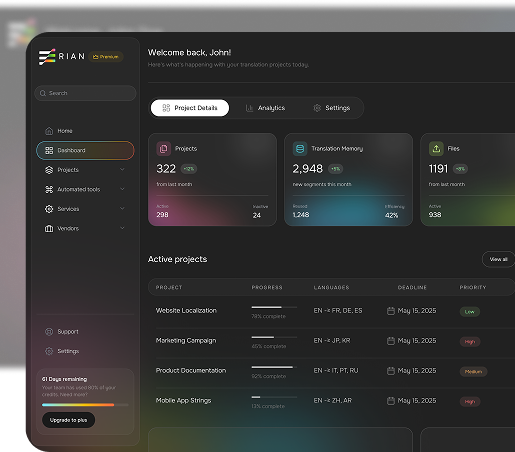 RIAN
Premium
Search
Home
Dashboard
Projects
Automated tools
Services
Vendors
Support
Settings
61 Days remaining
Your team has used 80% of your
credits. Need more?
Upgrade to plus
Welcome back, John!
Here's what's happening with your translation projects today.
Project Details
Analytics
Settings
Projects
322 +12%
from last month
Active
298
Inactive
24
Translation Memory
2,948 +5%
new segments this month
Reused
1,248
Efficiency
42%
Files
1191 +8%
from last month
Active
938
Active projects
View all
PROJECT PROGRESS LANGUAGES DEADLINE PRIORITY
Website Localization 78% complete EN -< FR, DE, ES May 15, 2025 Low
Marketing Campaign 45% complete EN -< JP, KR May 15, 2025 High
Product Documentation 92% complete EN -< IT, PT, RU May 15, 2025 Medium
Mobile App Strings 13% complete EN -< ZH, AR May 15, 2025 High